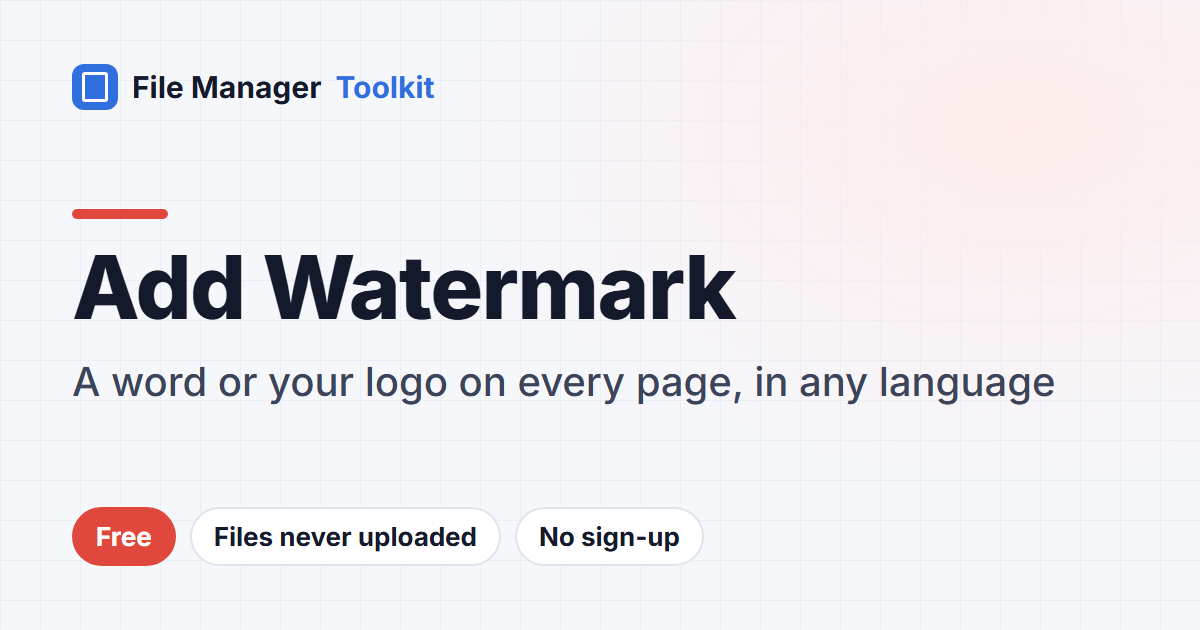 File Manager Toolkit
Add Watermark
A word or your logo on every page, in any language
Free
Files never uploaded
No sign-up